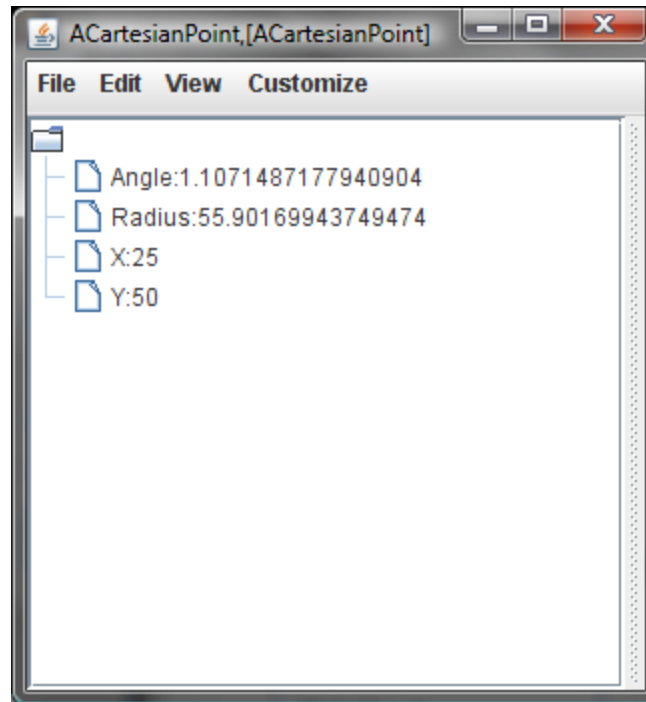 ACartesianPoint,[ACartesianPoint]
File Edit View Customize
Angle:1.1071487177940904
Radius:55.90169943749474
X:25
Y:50